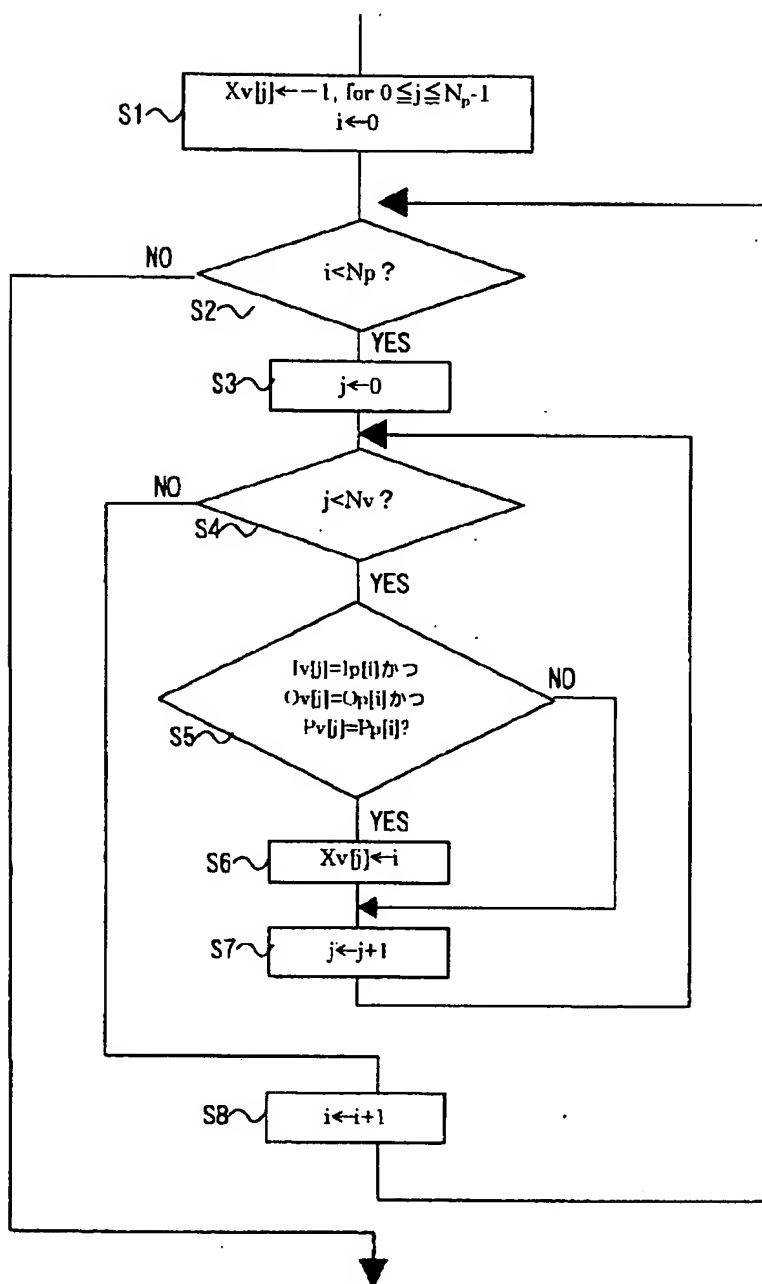 Xv[j]←−1, for 0≦j≦Np-1
i←0
S1
NO
i<Np?
S2
YES
S3
j←0
NO
j<Nv?
S4
YES
Iv[j]=Ip[i]かつ
Ov[j]=Op[i]かつ
Pv[j]=Pp[i]?
NO
S5
YES
S6
Xv[j]←i
S7
j←j+1
S8
i←i+1